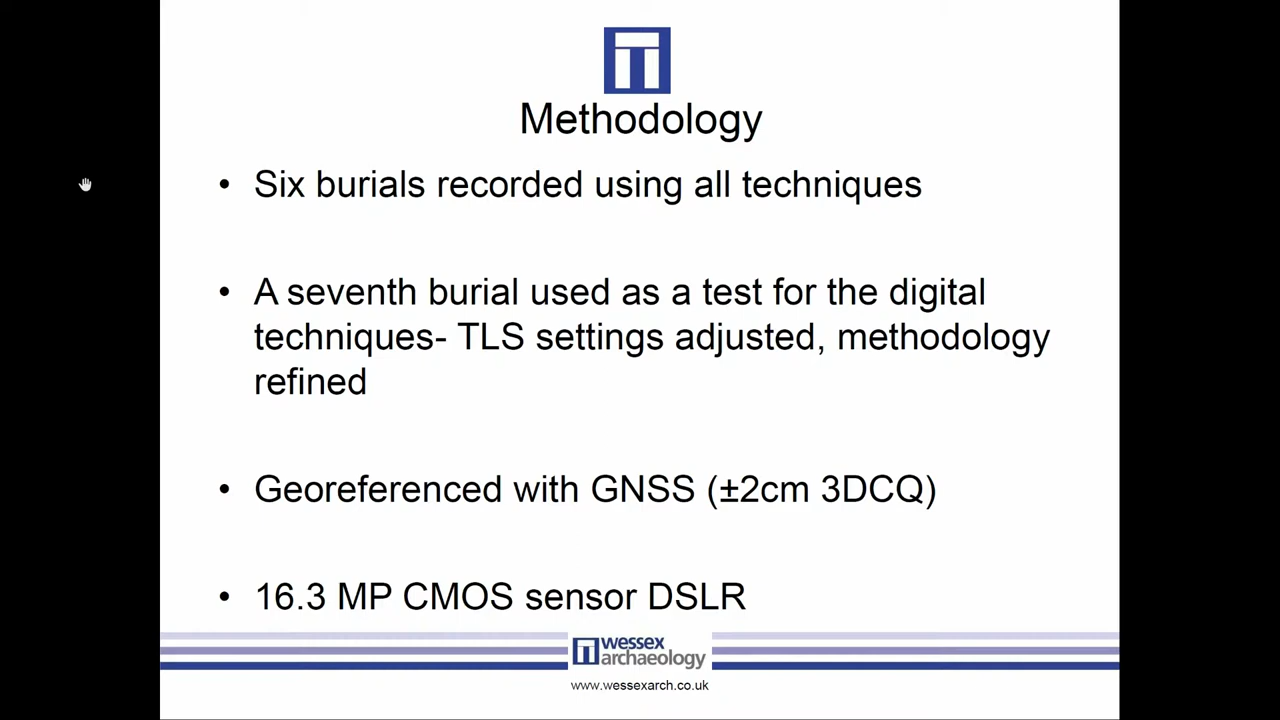 Methodology
• Six burials recorded using all techniques
• A seventh burial used as a test for the digital
techniques- TLS settings adjusted, methodology
refined
• Georeferenced with GNSS (±2cm 3DCQ)
• 16.3 MP CMOS sensor DSLR
wessex
archaeology
www.wessexarch.co.uk